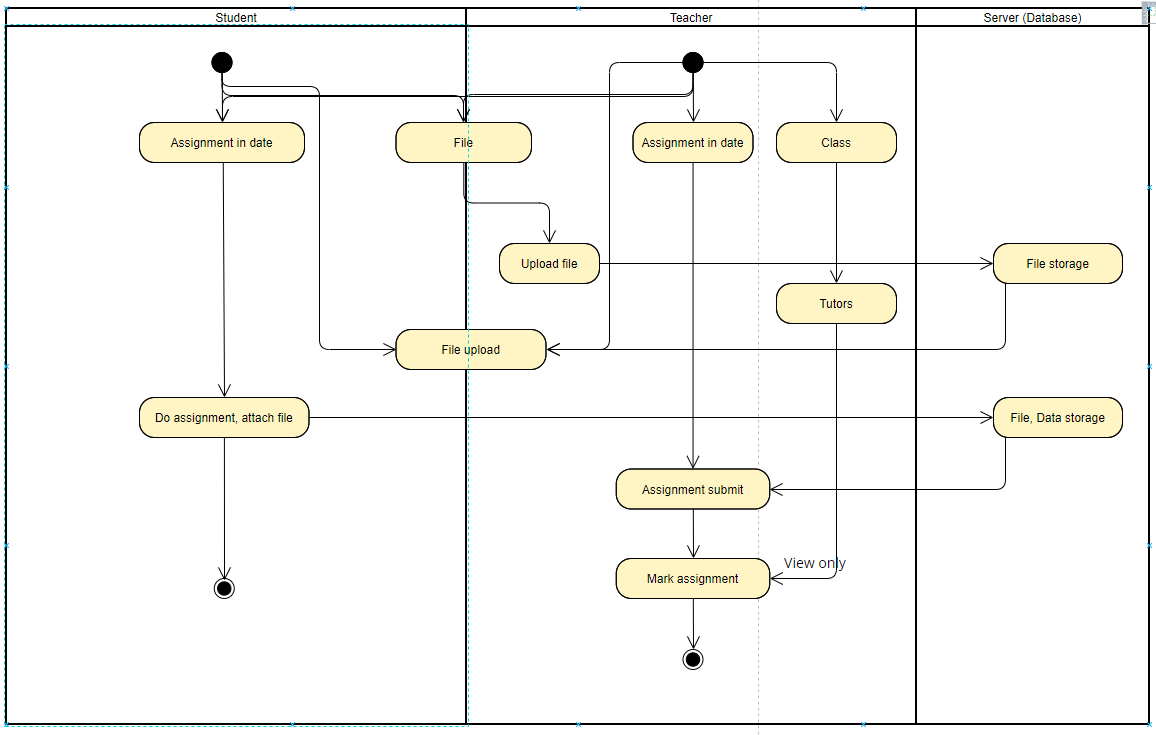 Student
Teacher
Server (Database)
Assignment in date
File
Assignment in date
Class
Upload file
File storage
Tutors
File upload
Do assignment, attach file
File, Data storage
Assignment submit
View only
Mark assignment